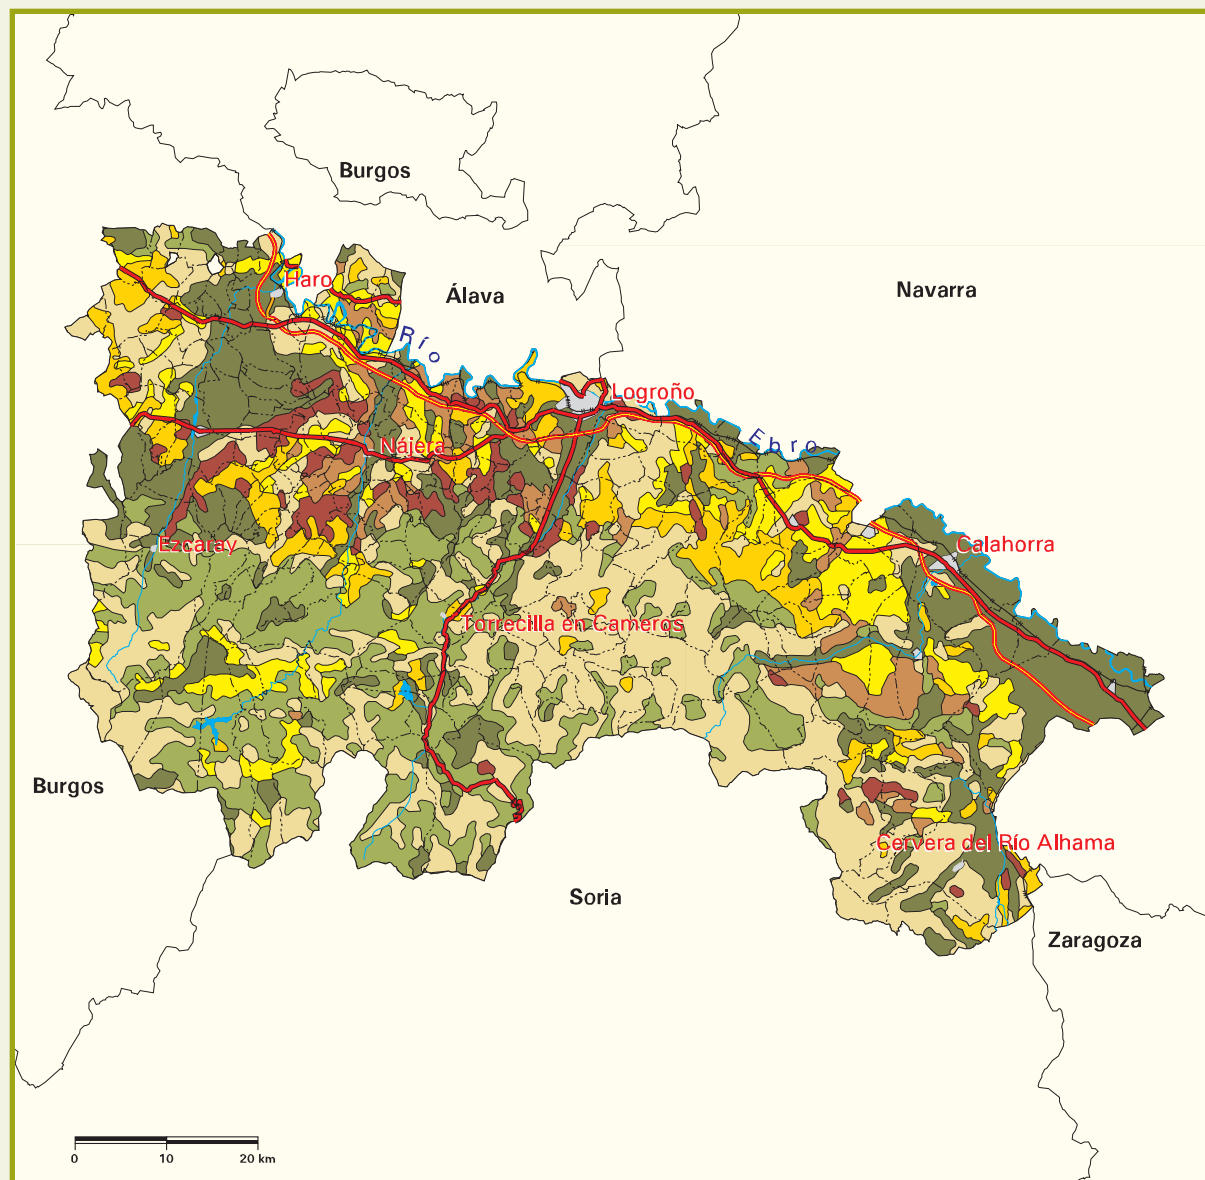 Burgos
Haro
Álava
Navarra
Río
Logroño
Ebro
Nájera
Ezcaray
Calahorra
Torrecilla en Cameros
Burgos
Cervera del Río Alhama
Soria
Zaragoza
0 10 20 km